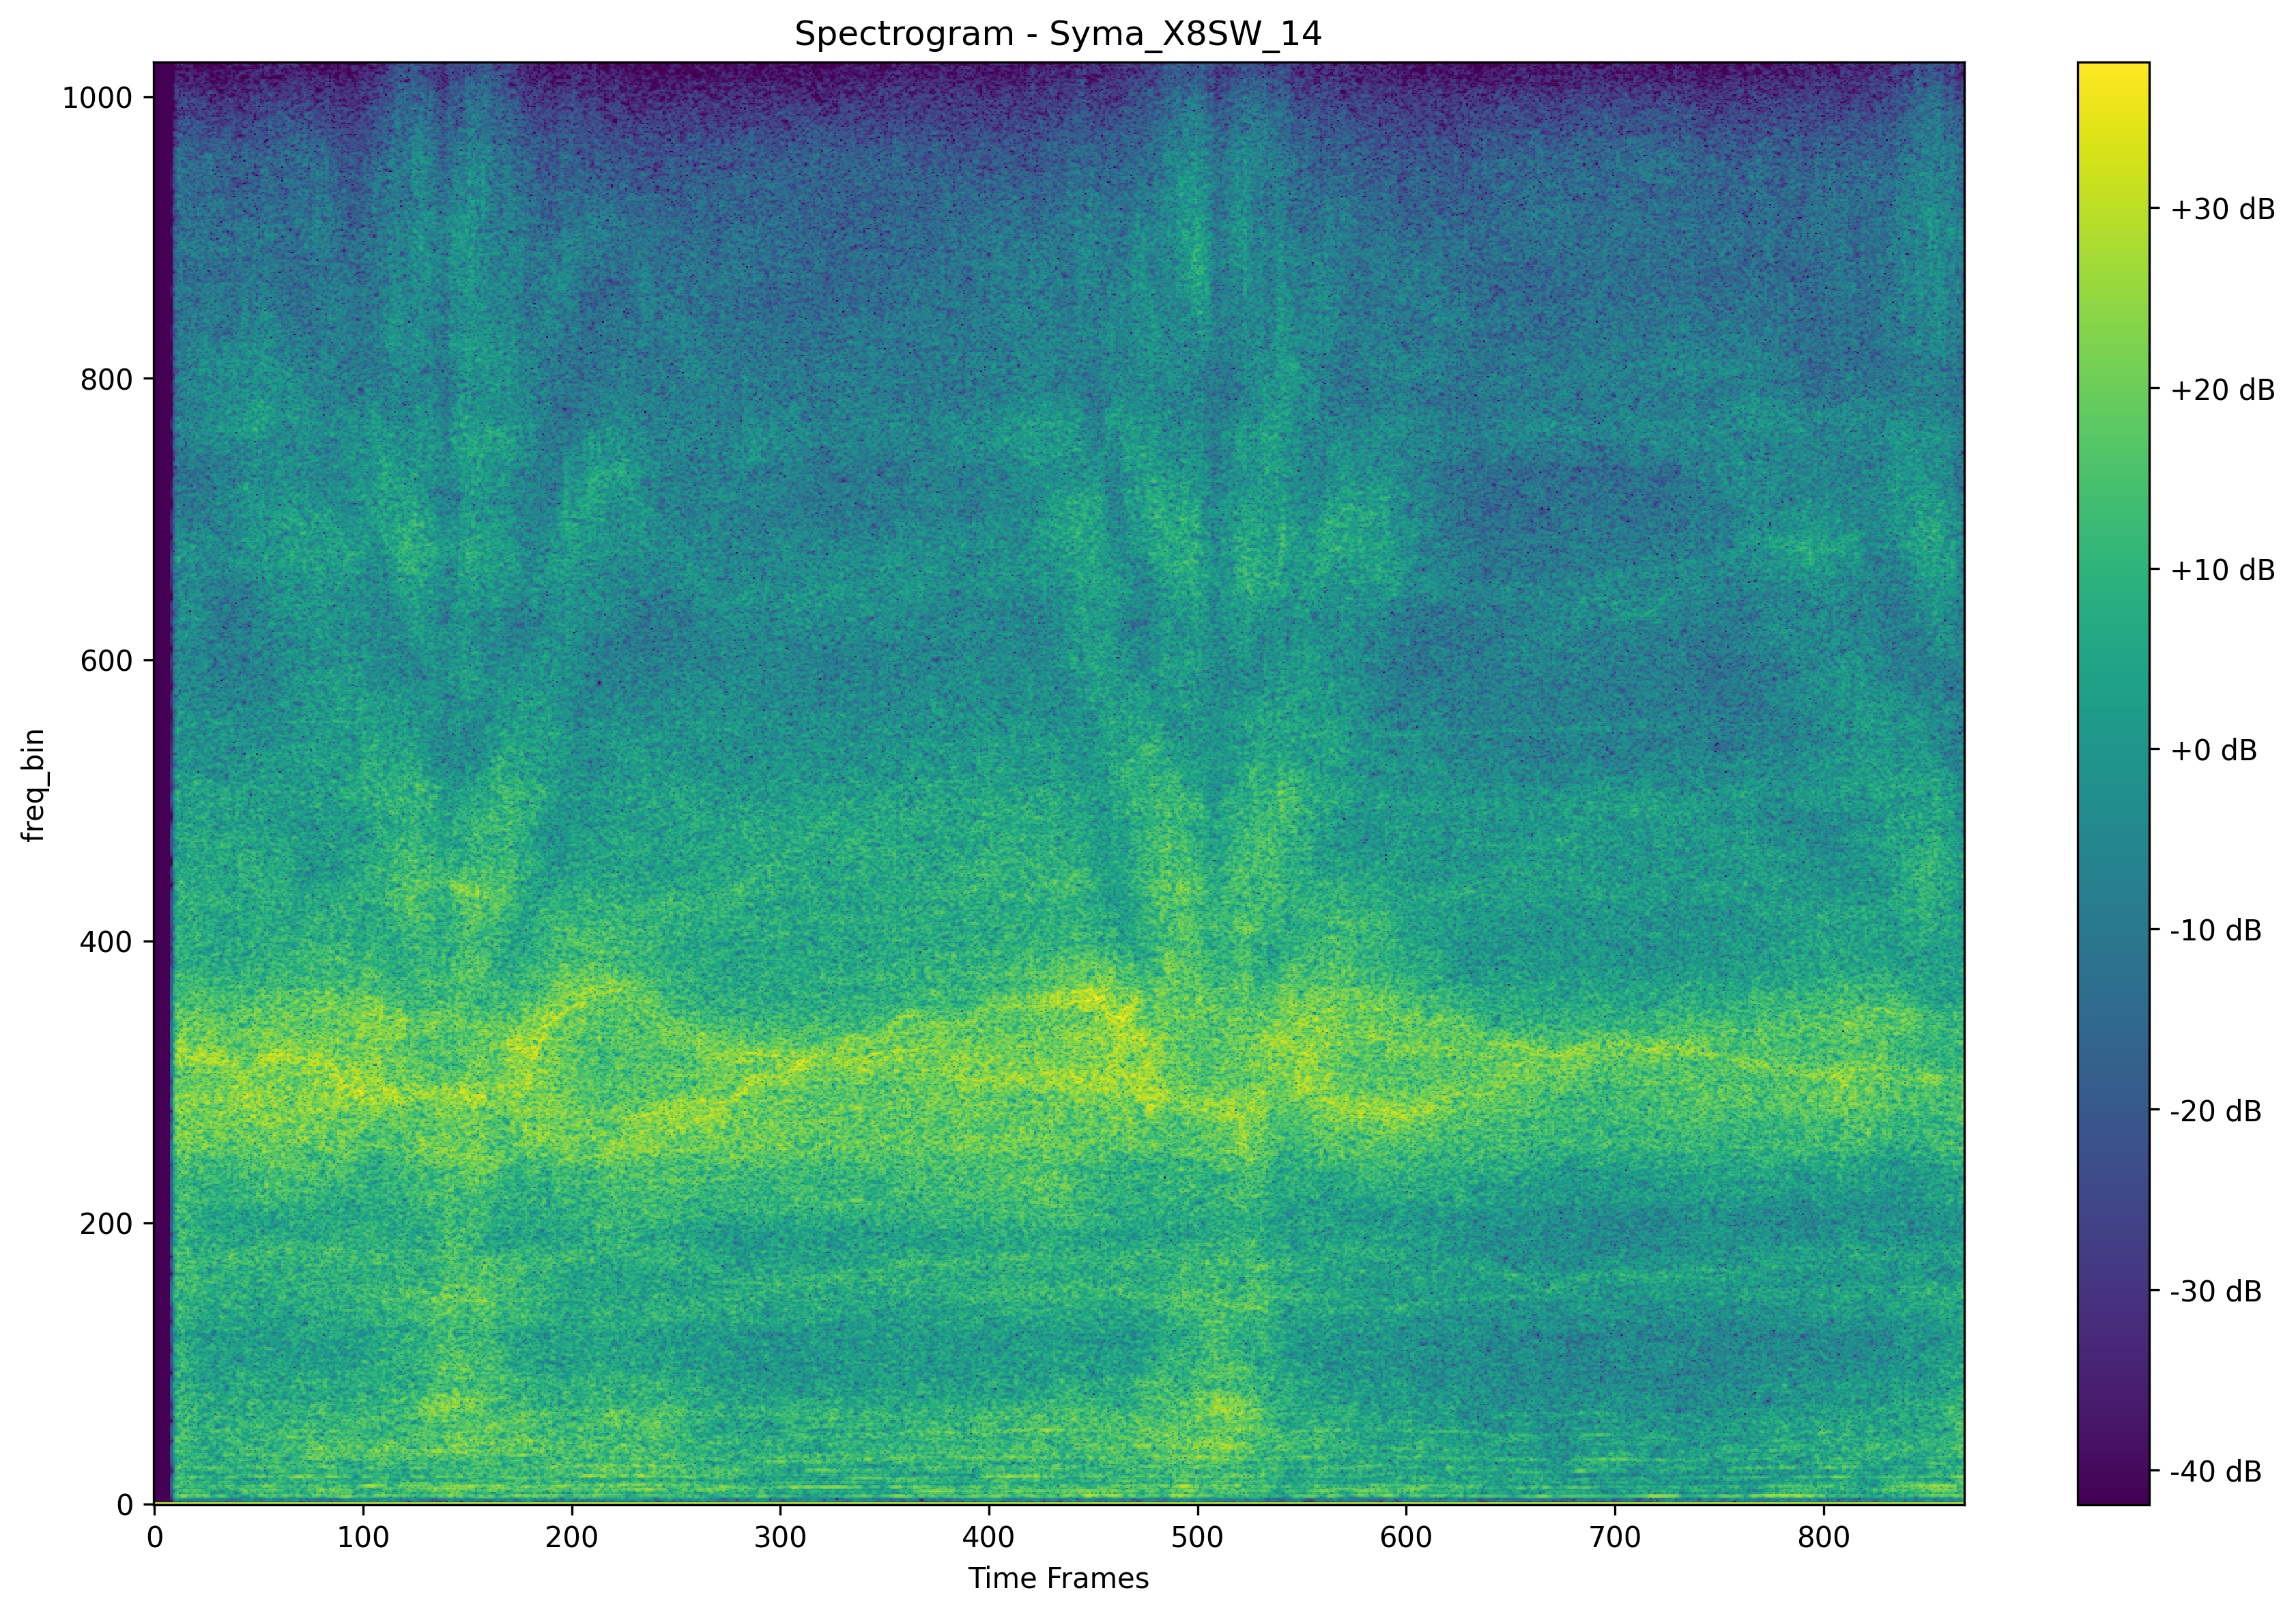 Spectrogram - Syma_X8SW_14
1000
800
600
400
200
0
freq_bin
0 100 200 300 400 500 600 700 800
Time Frames
+30 dB
+20 dB
+10 dB
+0 dB
-10 dB
-20 dB
-30 dB
-40 dB